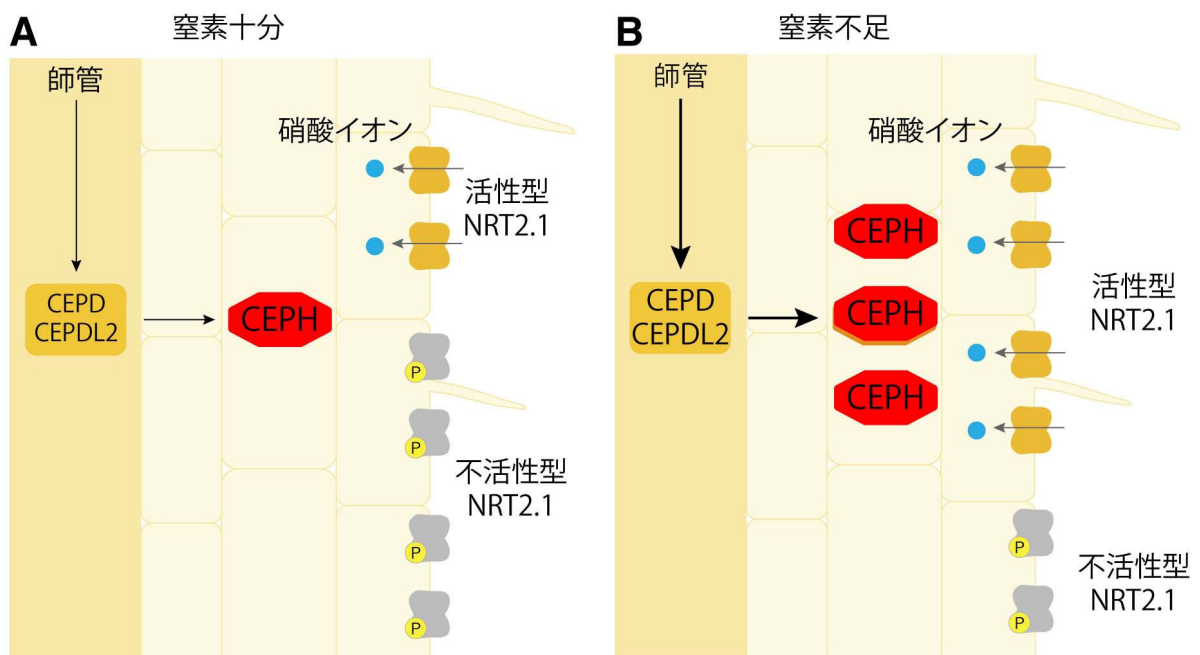 A
窒素十分
師管
硝酸イオン
活性型
NRT2.1
CEPD
CEPDL2
CEPH
P
P
不活性型
NRT2.1
P
P
B
窒素不足
師管
硝酸イオン
CEPH
活性型
NRT2.1
CEPD
CEPDL2
CEPH
CEPH
P
不活性型
NRT2.1
P